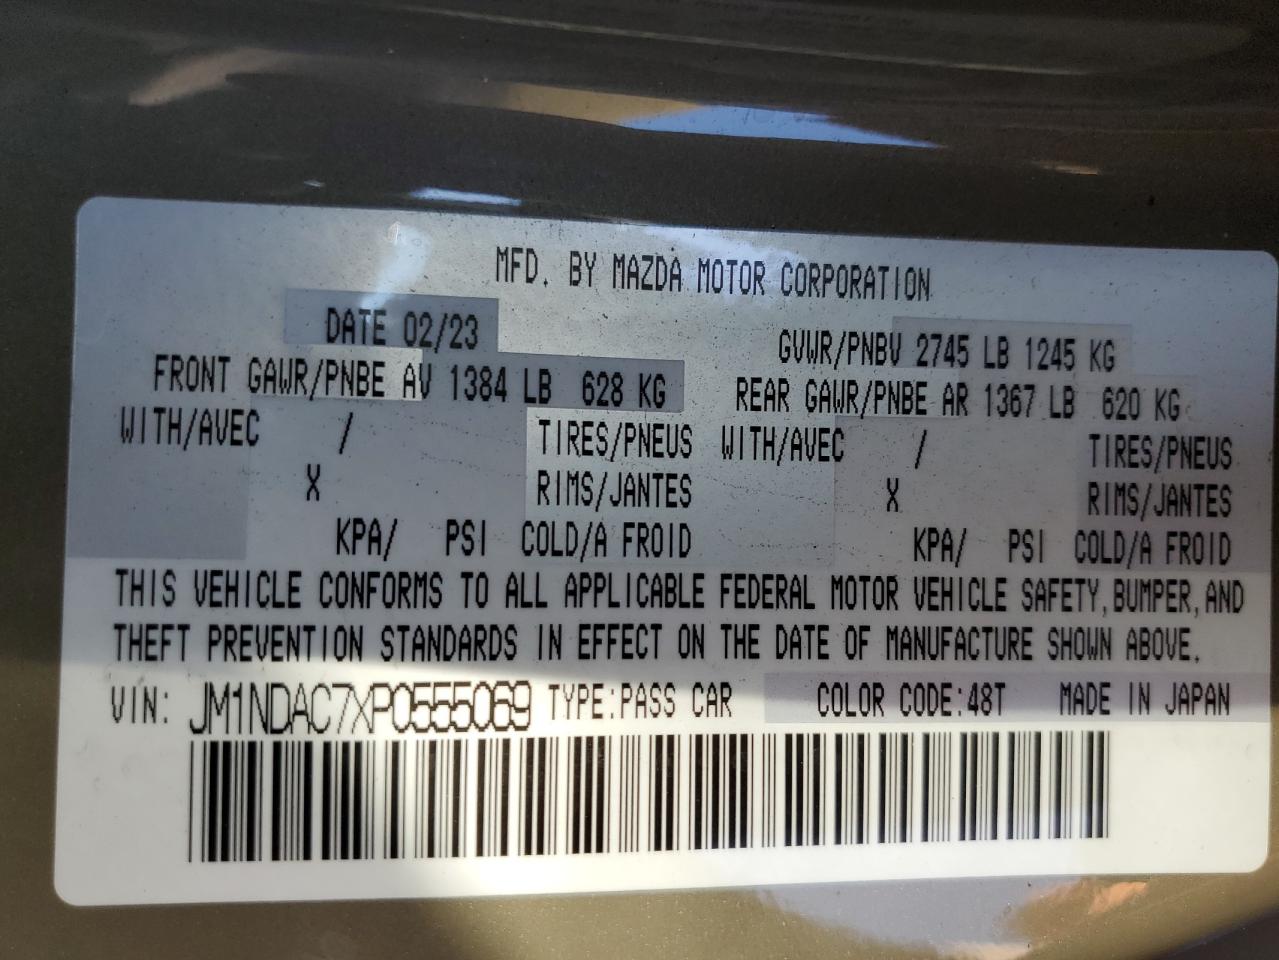 MFD. BY MAZDA MOTOR CORPORATION
DATE 02/23 GVWR/PNBV 2745 LB 1245 KG
FRONT GAWR/PNBE AV 1384 LB 628 KG REAR GAWR/PNBE AR 1367 LB 620 KG
WITH/AVEC / TIRES/PNEUS WITH/AVEC / TIRES/PNEUS
X RIMS/JANTES X RIMS/JANTES
KPA/ PSI COLD/A FROID KPA/ PSI COLD/A FROID
THIS VEHICLE CONFORMS TO ALL APPLICABLE FEDERAL MOTOR VEHICLE SAFETY, BUMPER, AND
THEFT PREVENTION STANDARDS IN EFFECT ON THE DATE OF MANUFACTURE SHOWN ABOVE.
VIN: JM1NDAC7XP0555069 TYPE:PASS CAR COLOR CODE:48T MADE IN JAPAN